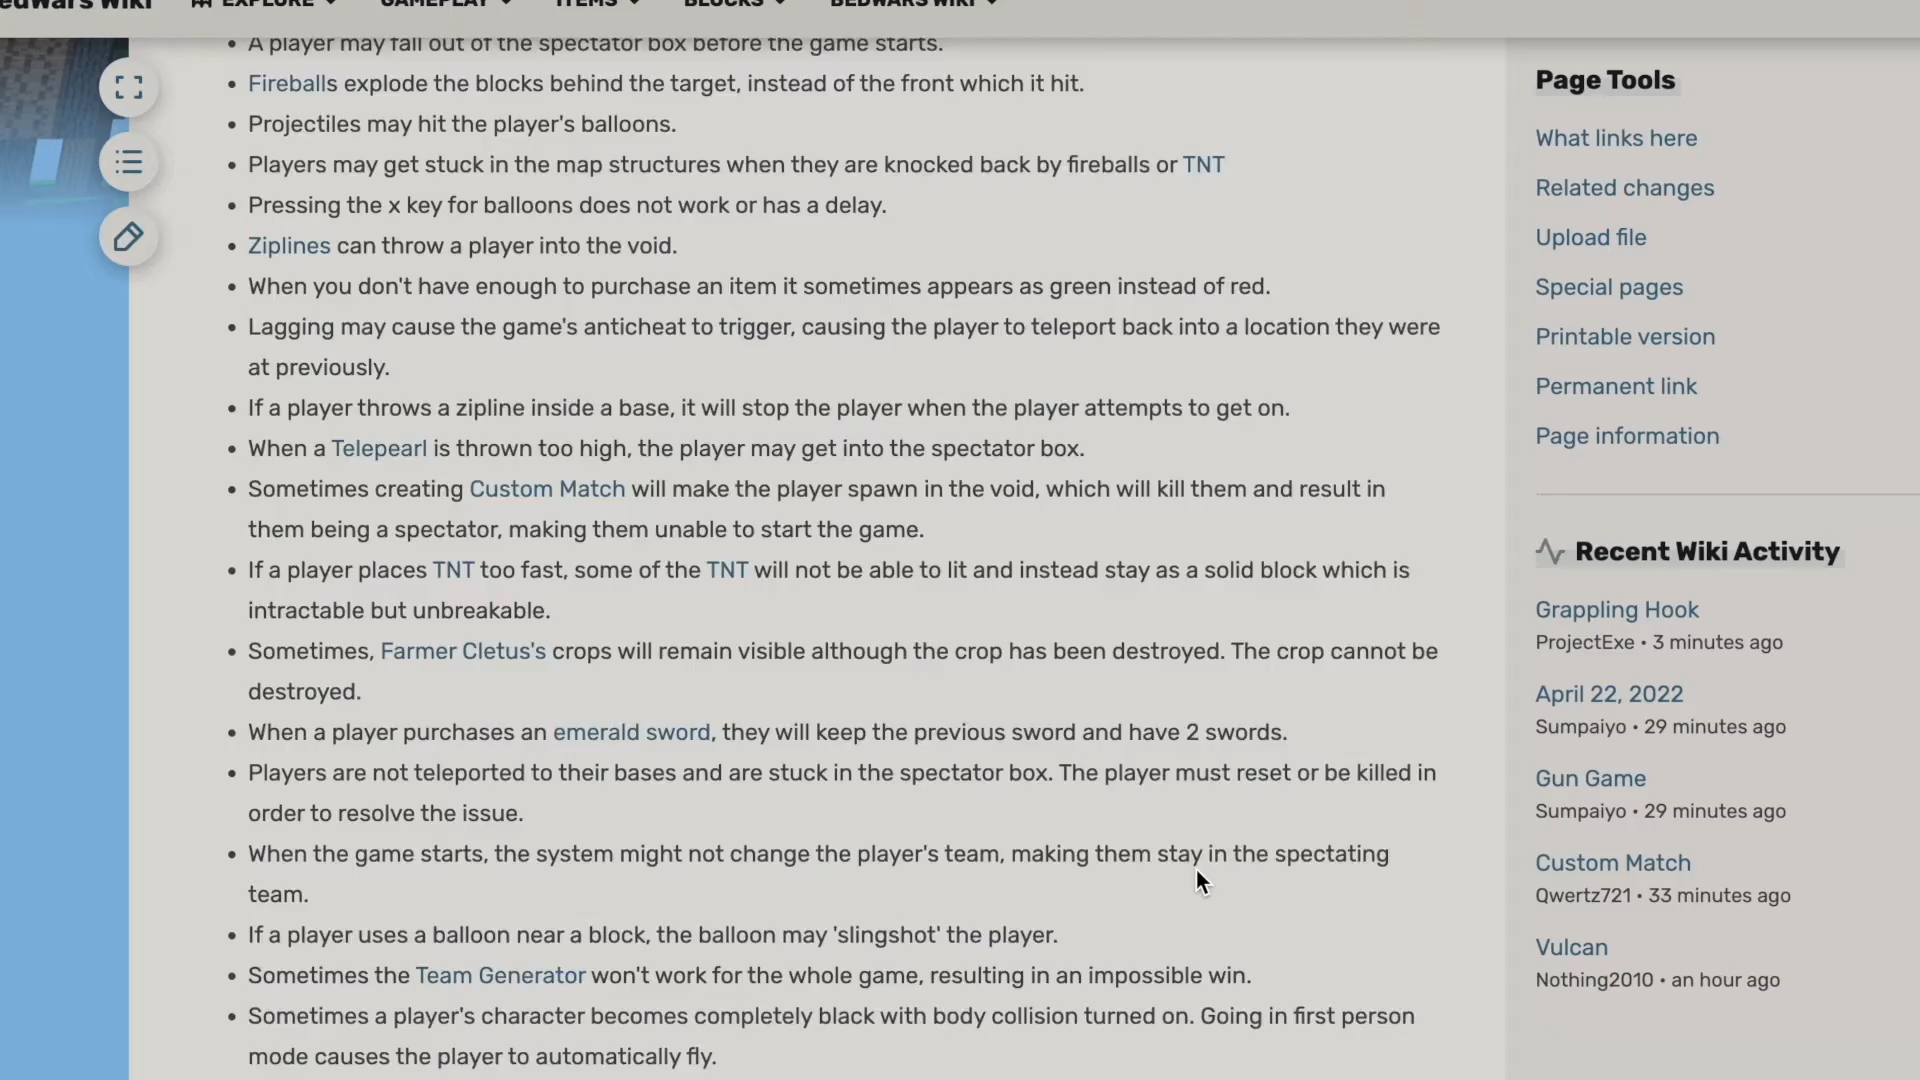 edWars Wiki EXPLORE GAMEPLAY ITEMS BLOCKS BEDWARS WIKI
• A player may fall out of the spectator box before the game starts.
• Fireballs explode the blocks behind the target, instead of the front which it hit.
• Projectiles may hit the player's balloons.
• Players may get stuck in the map structures when they are knocked back by fireballs or TNT
• Pressing the x key for balloons does not work or has a delay.
• Ziplines can throw a player into the void.
• When you don't have enough to purchase an item it sometimes appears as green instead of red.
• Lagging may cause the game's anticheat to trigger, causing the player to teleport back into a location they were
at previously.
• If a player throws a zipline inside a base, it will stop the player when the player attempts to get on.
• When a Telepearl is thrown too high, the player may get into the spectator box.
• Sometimes creating Custom Match will make the player spawn in the void, which will kill them and result in
them being a spectator, making them unable to start the game.
• If a player places TNT too fast, some of the TNT will not be able to lit and instead stay as a solid block which is
intractable but unbreakable.
• Sometimes, Farmer Cletus's crops will remain visible although the crop has been destroyed. The crop cannot be
destroyed.
• When a player purchases an emerald sword, they will keep the previous sword and have 2 swords.
• Players are not teleported to their bases and are stuck in the spectator box. The player must reset or be killed in
order to resolve the issue.
• When the game starts, the system might not change the player's team, making them stay in the spectating
team.
• If a player uses a balloon near a block, the balloon may 'slingshot' the player.
• Sometimes the Team Generator won't work for the whole game, resulting in an impossible win.
• Sometimes a player's character becomes completely black with body collision turned on. Going in first person
mode causes the player to automatically fly.
Page Tools
What links here
Related changes
Upload file
Special pages
Printable version
Permanent link
Page information
Recent Wiki Activity
Grappling Hook
ProjectExe • 3 minutes ago
April 22, 2022
Sumpaiyo • 29 minutes ago
Gun Game
Sumpaiyo • 29 minutes ago
Custom Match
Qwertz721 • 33 minutes ago
Vulcan
Nothing2010 • an hour ago